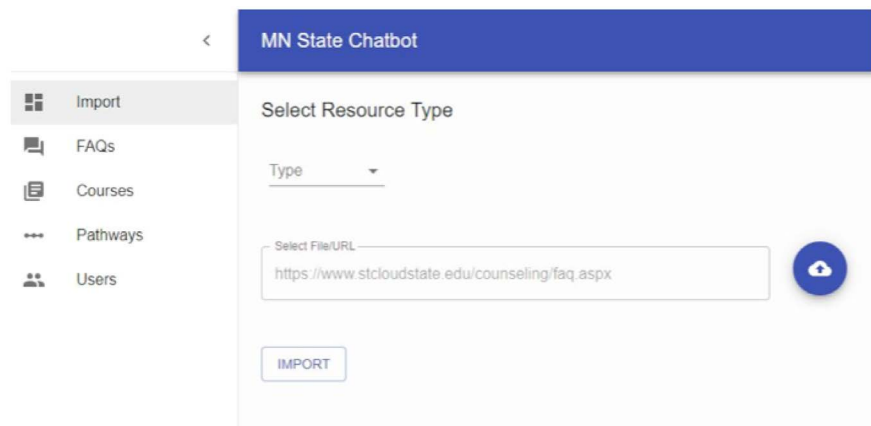 MN State Chatbot
Import
FAQs
Courses
Pathways
Users
Select Resource Type
Type
Select File/URL
https://www.stcloudstate.edu/counseling/faq.aspx
IMPORT